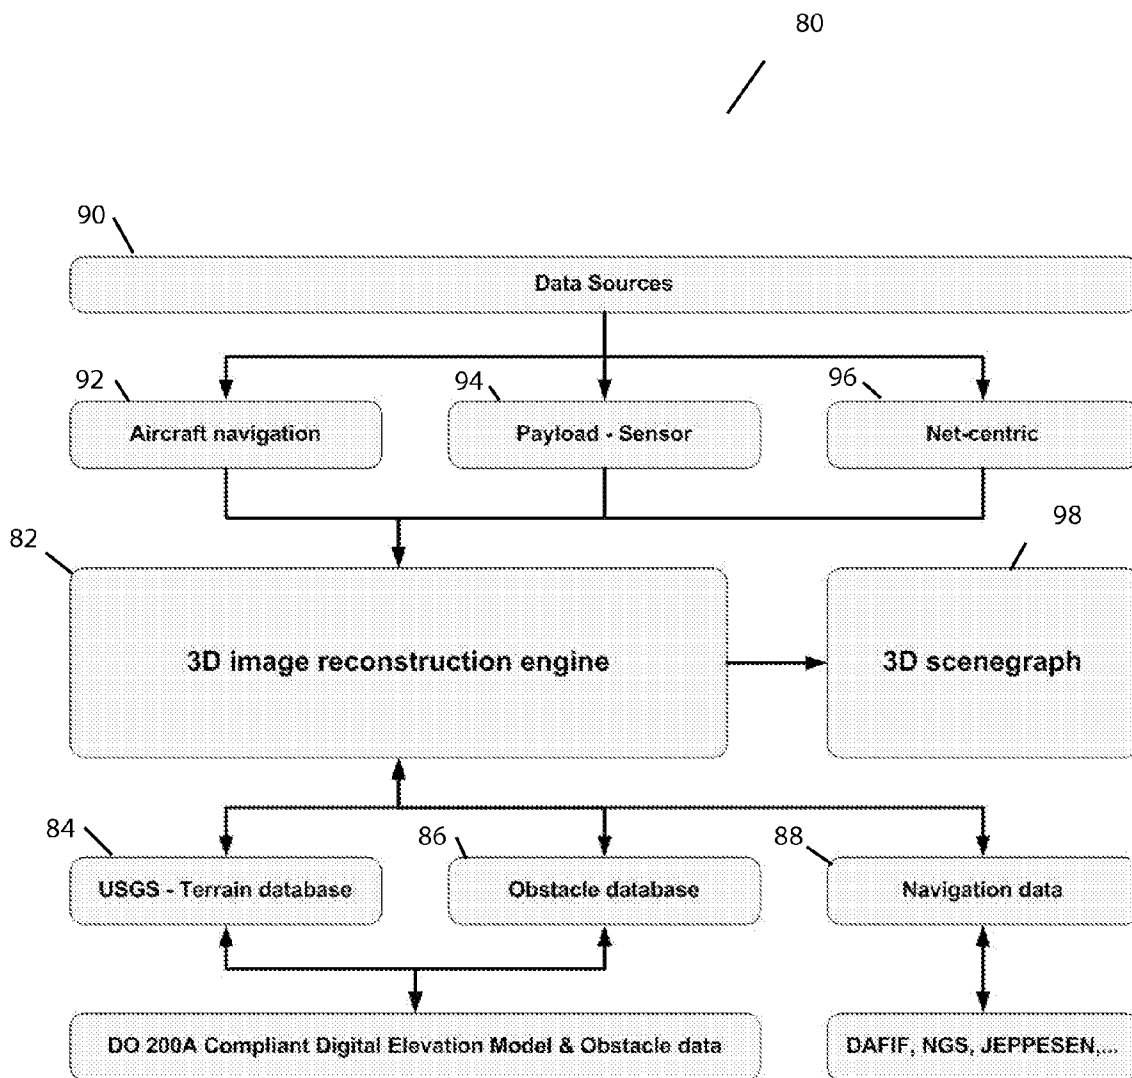 80
90
Data Sources
92
94
96
Aircraft navigation
Payload - Sensor
Net-centric
82
98
3D image reconstruction engine
3D scenegraph
84
86
88
USGS - Terrain database
Obstacle database
Navigation data
DO 200A Compliant Digital Elevation Model & Obstacle data
DAFIF, NGS, JEPPESEN,...